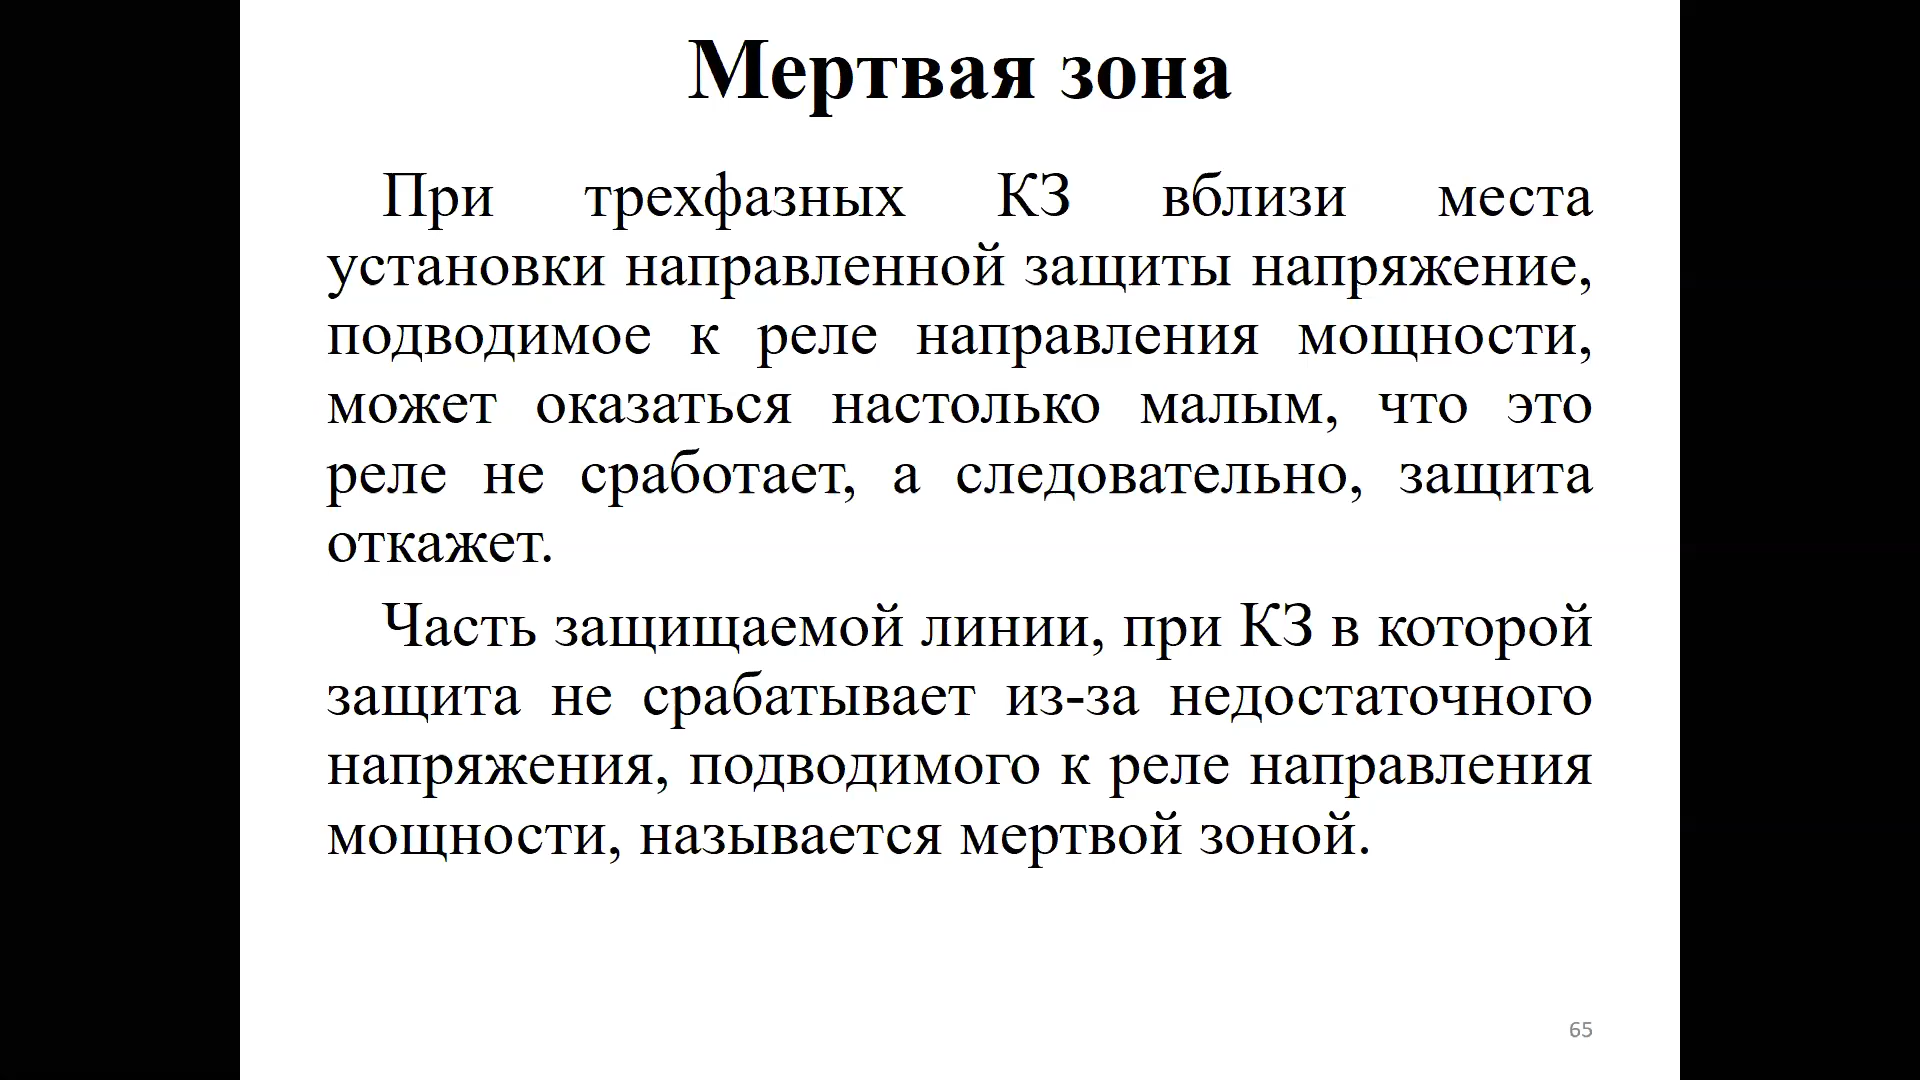 Мертвая зона
При трехфазных КЗ вблизи места
установки направленной защиты напряжение,
подводимое к реле направления мощности,
может оказаться настолько малым, что это
реле не сработает, а следовательно, защита
откажет.
Часть защищаемой линии, при КЗ в которой
защита не срабатывает из-за недостаточного
напряжения, подводимого к реле направления
мощности, называется мертвой зоной.
65